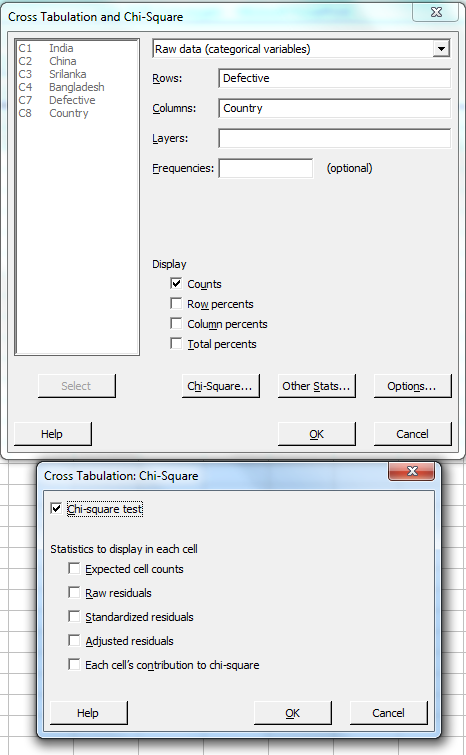 Cross Tabulation and Chi-Square
C1 India
C2 China
C3 Srilanka
C4 Bangladesh
C7 Defective
C8 Country
Raw data (categorical variables)
Rows: Defective
Columns: Country
Layers:
Frequencies: (optional)
Display
Counts
Row percents
Column percents
Total percents
Select Chi-Square... Other Stats... Options...
Help OK Cancel
Cross Tabulation: Chi-Square
Chi-square test
Statistics to display in each cell
Expected cell counts
Raw residuals
Standardized residuals
Adjusted residuals
Each cell's contribution to chi-square
Help OK Cancel